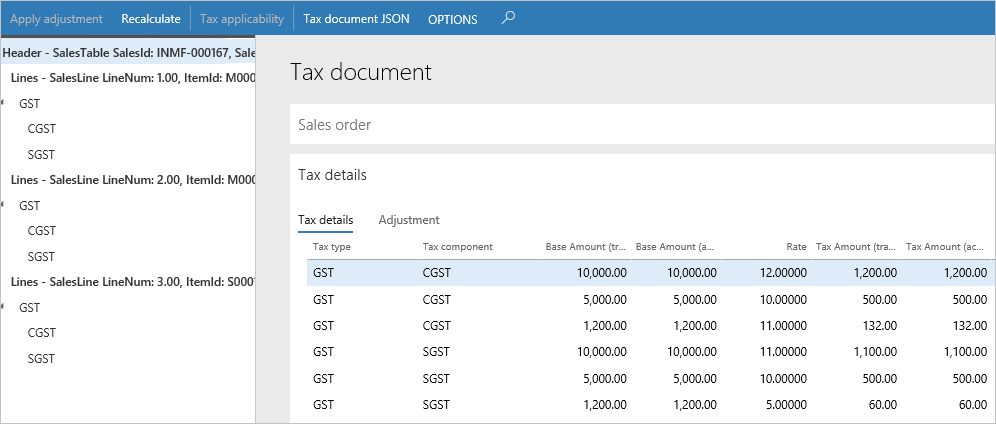 Apply adjustment Recalculate Tax applicability Tax document JSON OPTIONS
Header - SalesTable SalesId: INMF-000167, Sale
Lines - SalesLine LineNum: 1.00, ItemId: M000
GST
CGST
SGST
Lines - SalesLine LineNum: 2.00, ItemId: M000
GST
CGST
SGST
Lines - SalesLine LineNum: 3.00, ItemId: S000
GST
CGST
SGST
Tax document
Sales order
Tax details
Tax details Adjustment
Tax type Tax component Base Amount (tr... Base Amount (a... Rate Tax Amount (tra... Tax Amount (ac...
GST CGST 10,000.00 10,000.00 12.00000 1,200.00 1,200.00
GST CGST 5,000.00 5,000.00 10.00000 500.00 500.00
GST CGST 1,200.00 1,200.00 11.00000 132.00 132.00
GST SGST 10,000.00 10,000.00 11.00000 1,100.00 1,100.00
GST SGST 5,000.00 5,000.00 10.00000 500.00 500.00
GST SGST 1,200.00 1,200.00 5.00000 60.00 60.00